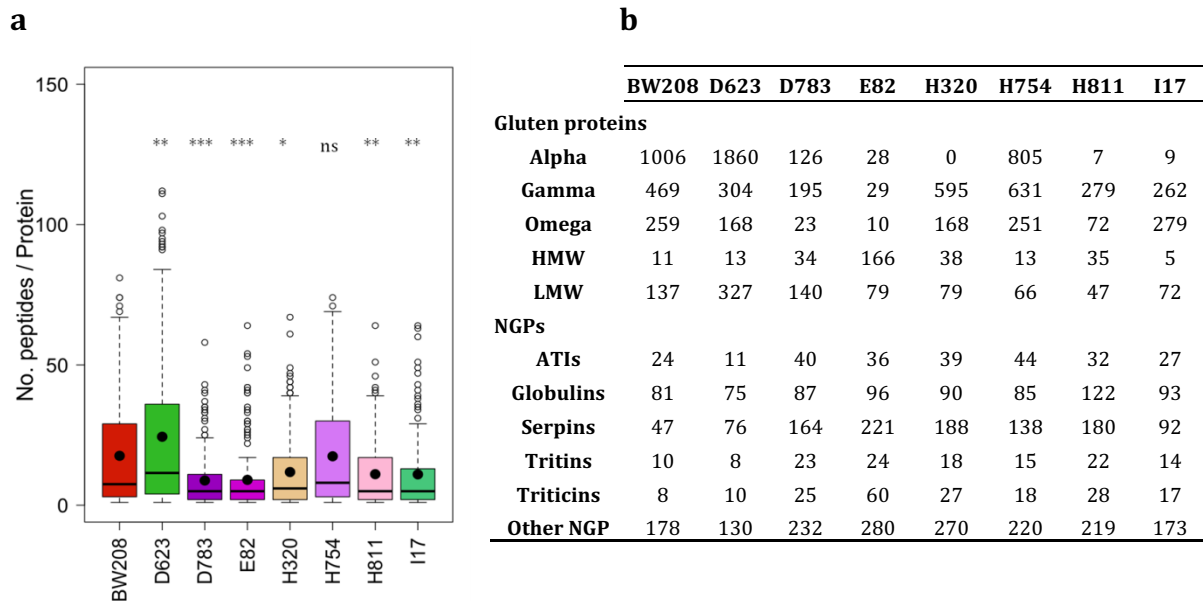 a
No. peptides / Protein
150
100
50
0
** *** *** * ns ** **
BW208 D623 D783 E82 H320 H754 H811 I17
b
BW208 D623 D783 E82 H320 H754 H811 I17
Gluten proteins
Alpha 1006 1860 126 28 0 805 7 9
Gamma 469 304 195 29 595 631 279 262
Omega 259 168 23 10 168 251 72 279
HMW 11 13 34 166 38 13 35 5
LMW 137 327 140 79 79 66 47 72
NGPs
ATIs 24 11 40 36 39 44 32 27
Globulins 81 75 87 96 90 85 122 93
Serpins 47 76 164 221 188 138 180 92
Tritins 10 8 23 24 18 15 22 14
Triticins 8 10 25 60 27 18 28 17
Other NGP 178 130 232 280 270 220 219 173